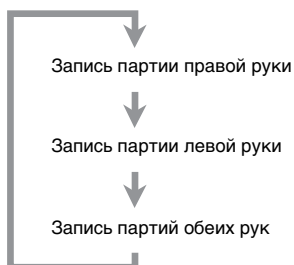 Запись партии правой руки
Запись партии левой руки
Запись партий обеих рук